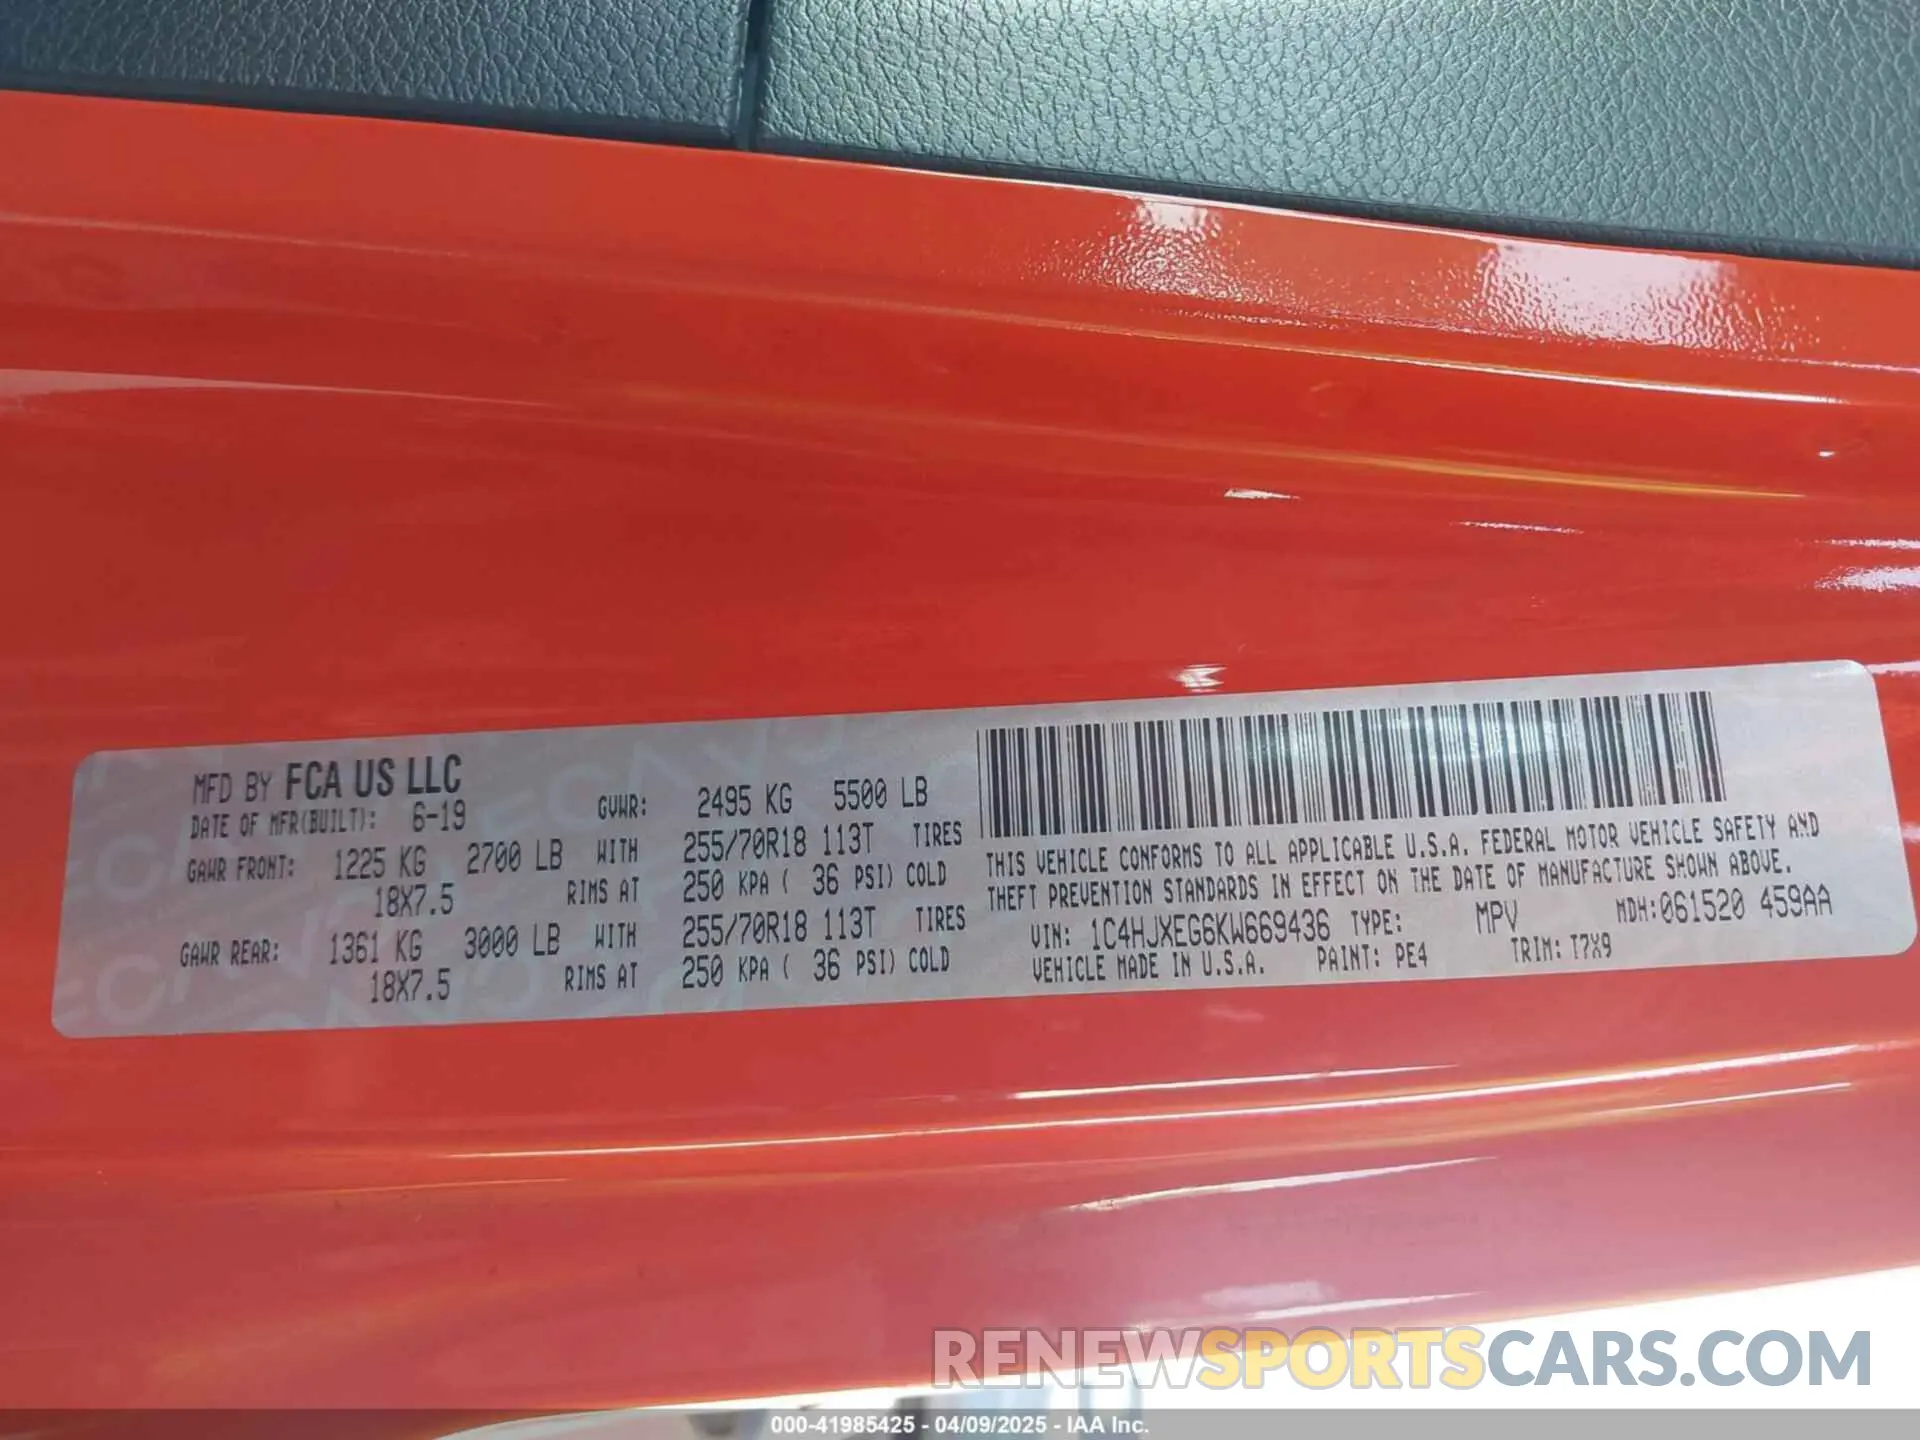 MFD BY FCA US LLC
DATE OF MFR(BUILT): 6-19 GVWR: 2495 KG 5500 LB
GAWR FRONT: 1225 KG 2700 LB WITH 255/70R18 113T TIRES
18X7.5 RIMS AT 250 KPA ( 36 PSI) COLD
GAWR REAR: 1361 KG 3000 LB WITH 255/70R18 113T TIRES
18X7.5 RIMS AT 250 KPA ( 36 PSI) COLD
THIS VEHICLE CONFORMS TO ALL APPLICABLE U.S.A. FEDERAL MOTOR VEHICLE SAFETY AND
THEFT PREVENTION STANDARDS IN EFFECT ON THE DATE OF MANUFACTURE SHOWN ABOVE.
VIN: 1C4HJXEG6KW669436 TYPE: MPV MDH:061520 459AA
VEHICLE MADE IN U.S.A. PAINT: PE4 TRIM: T7X9
RENEWSPORTSCARS.COM
000-41985425 - 04/09/2025 - IAA Inc.